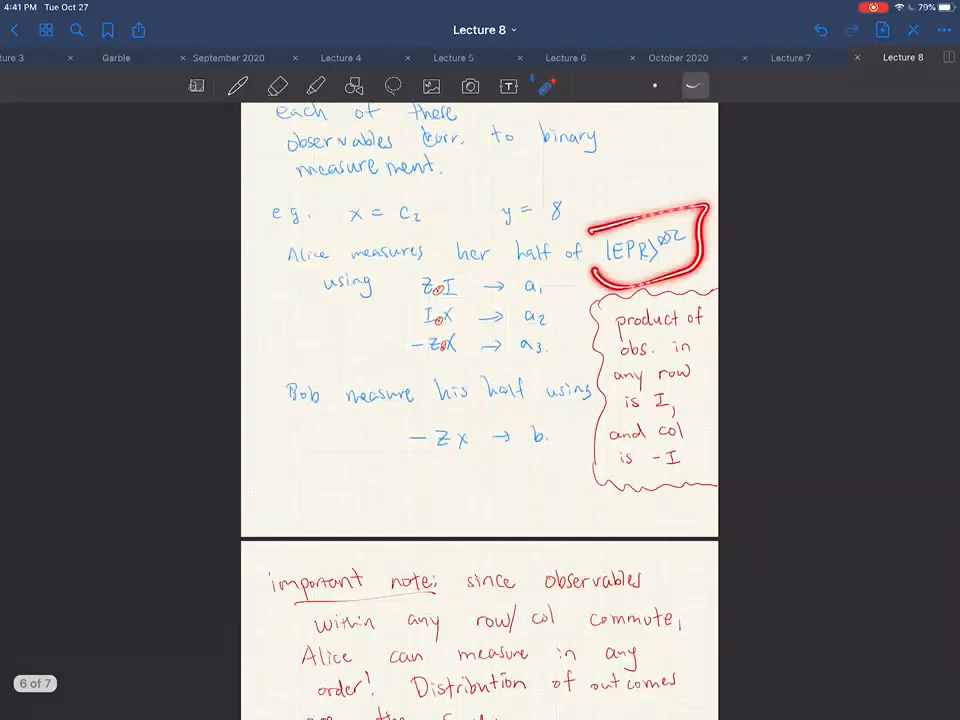 4:41 PM Tue Oct 27
79%
Lecture 8
ure 3
Garble
September 2020
Lecture 4
Lecture 5
Lecture 6
October 2020
Lecture 7
Lecture 8
each of these
observables corr. to binary
measurement.
e.g. x = C₂ y = 8
Alice measures her half of |EPR⟩^⊗2
using
Z⊗I → a₁
I⊗X → a₂
-Z⊗X → a₃.
product of
obs. in
any row
is I,
and col
is -I
Bob measure his half using
- Z X → b.
important note: since observables
within any row/col commute,
Alice can measure in any
order! Distribution of outcomes
6 of 7